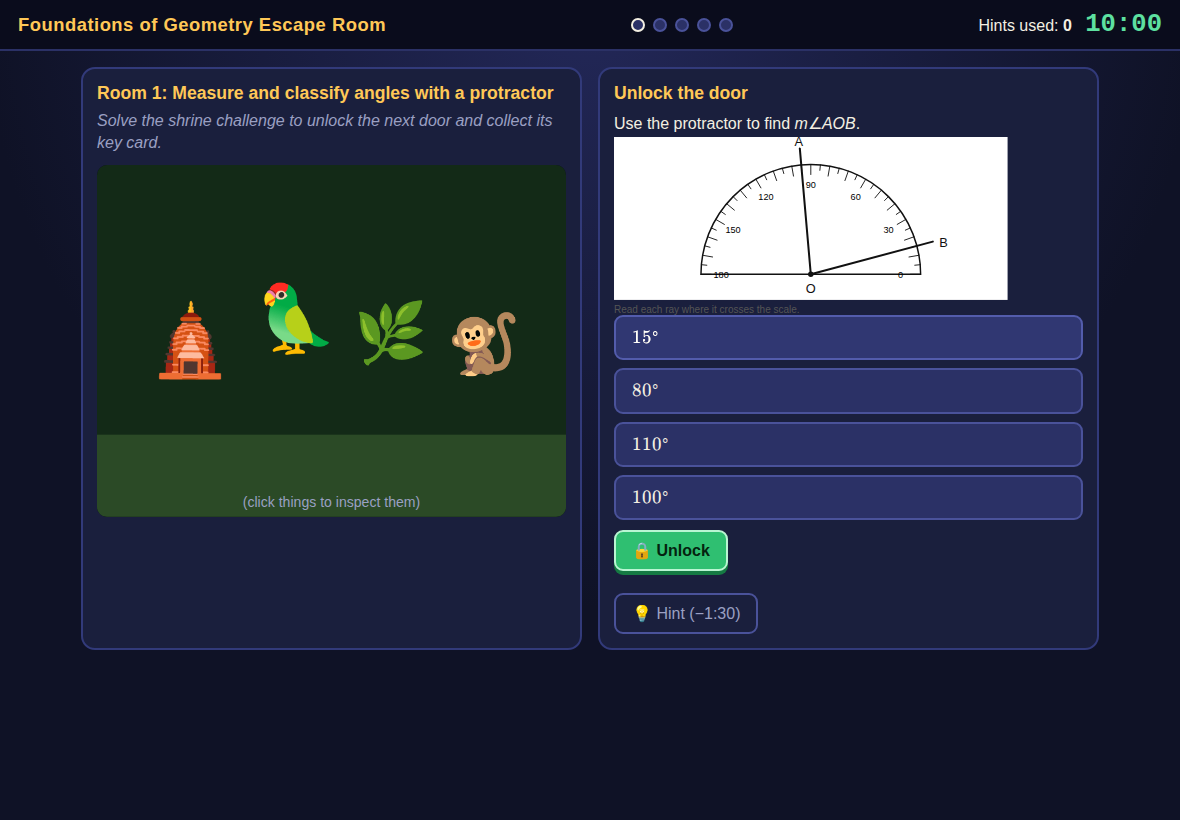 Foundations of Geometry Escape Room
Hints used: 0 10:00
Room 1: Measure and classify angles with a protractor
Solve the shrine challenge to unlock the next door and collect its
key card.
(click things to inspect them)
Unlock the door
Use the protractor to find m∠AOB.
A
90
120
60
150
30
B
180
0
O
Read each ray where it crosses the scale.
15°
80°
110°
100°
🔒 Unlock
💡 Hint (−1:30)